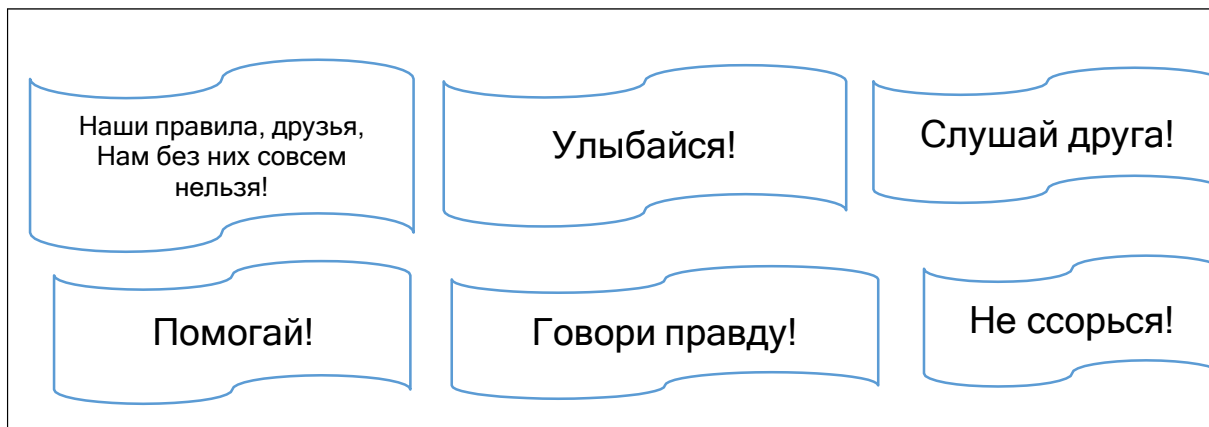 Наши правила, друзья,
Нам без них совсем
нельзя!
Улыбайся!
Слушай друга!
Помогай!
Говори правду!
Не ссорься!